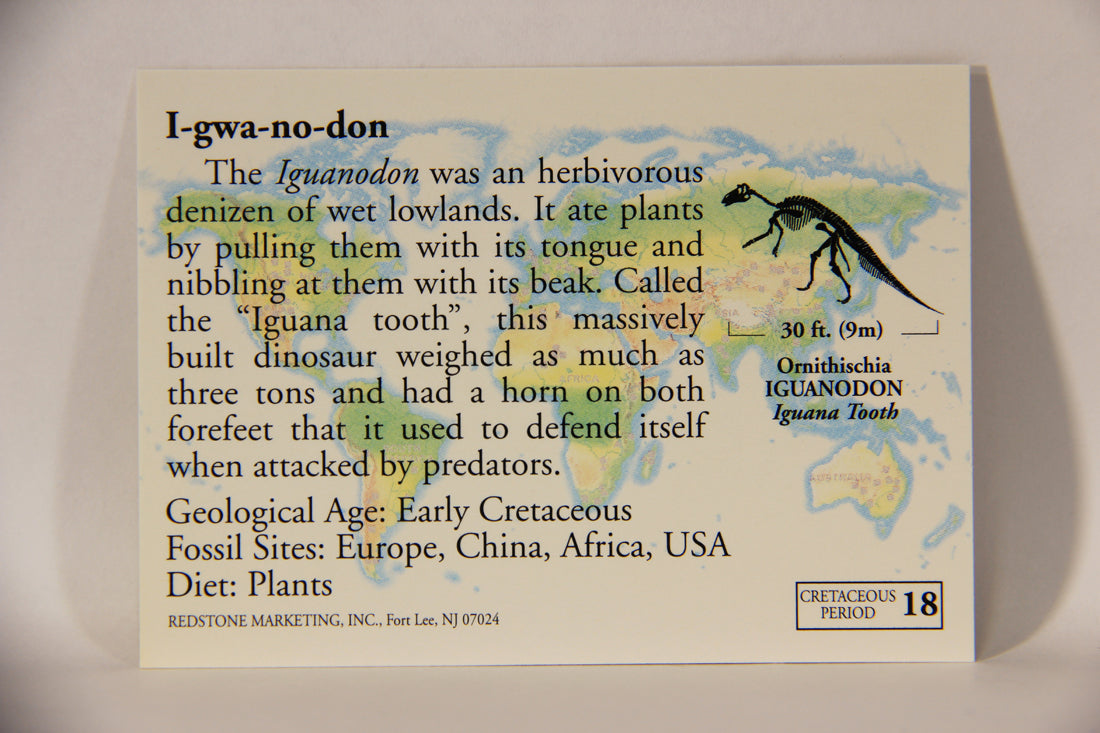 I-gwa-no-don
The Iguanodon was an herbivorous
denizen of wet lowlands. It ate plants
by pulling them with its tongue and
nibbling at them with its beak. Called
the “Iguana tooth”, this massively
built dinosaur weighed as much as
three tons and had a horn on both
forefeet that it used to defend itself
when attacked by predators.
Geological Age: Early Cretaceous
Fossil Sites: Europe, China, Africa, USA
Diet: Plants
REDSTONE MARKETING, INC., Fort Lee, NJ 07024
30 ft. (9m)
Ornithischia
IGUANODON
Iguana Tooth
AFRICA
AUSTRALIA
CRETACEOUS
PERIOD
18